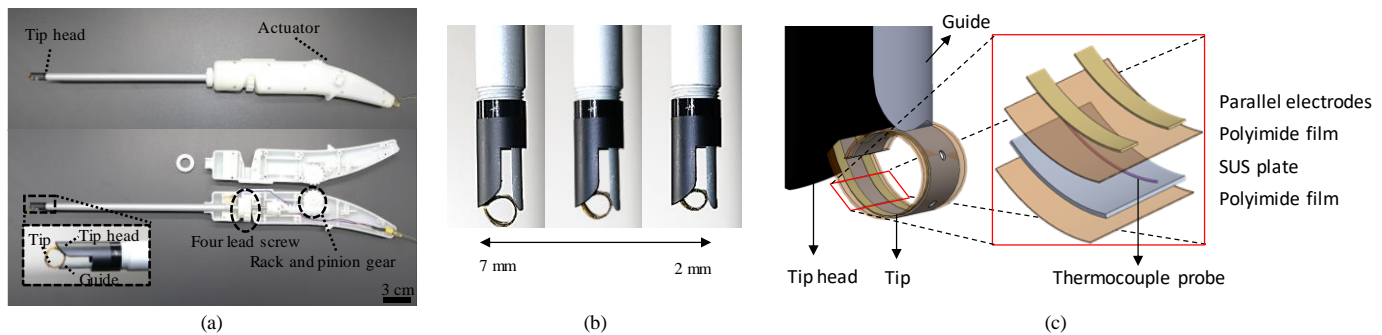 Tip head
Actuator
Tip
Tip head
Guide
Four lead screw
Rack and pinion gear
3 cm
(a)
7 mm
2 mm
(b)
Guide
Parallel electrodes
Polyimide film
SUS plate
Polyimide film
Tip head
Tip
Thermocouple probe
(c)